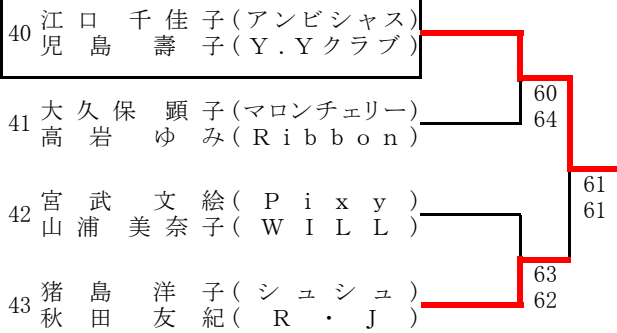 40 江口 千佳子(アンビシャス)
児島 壽子(Y.Yクラブ)
60
64
41 大久保 顕子(マロンチェリー)
高岩 ゆみ(Ribbon)
61
61
42 宮武 文絵(Pixy)
山浦 美奈子(WILL)
63
62
43 猪島 洋子(シュシュ)
秋田 友紀(R・J)